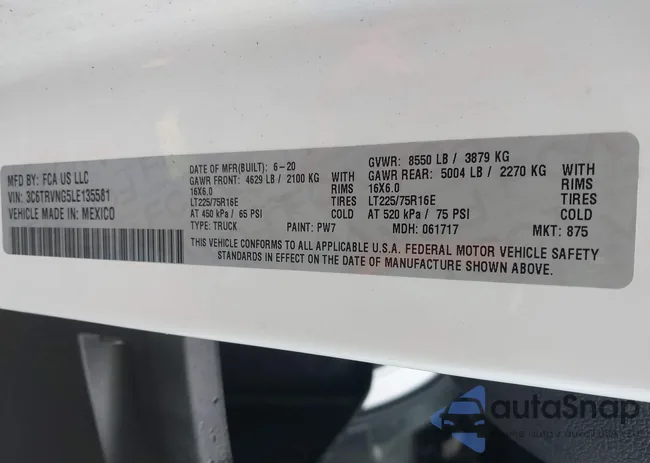 MFD BY: FCA US LLC
VIN: 3C6TRVNG5LE135581
VEHICLE MADE IN: MEXICO
DATE OF MFR(BUILT): 6-20
GAWR FRONT: 4629 LB / 2100 KG WITH
16X6.0 RIMS
LT225/75R16E TIRES
AT 450 kPa / 65 PSI COLD
TYPE: TRUCK PAINT: PW7
GVWR: 8550 LB / 3879 KG
GAWR REAR: 5004 LB / 2270 KG WITH
16X6.0 RIMS
LT225/75R16E TIRES
AT 520 kPa / 75 PSI COLD
MDH: 061717 MKT: 875
THIS VEHICLE CONFORMS TO ALL APPLICABLE U.S.A. FEDERAL MOTOR VEHICLE SAFETY
STANDARDS IN EFFECT ON THE DATE OF MANUFACTURE SHOWN ABOVE.
autaSnap